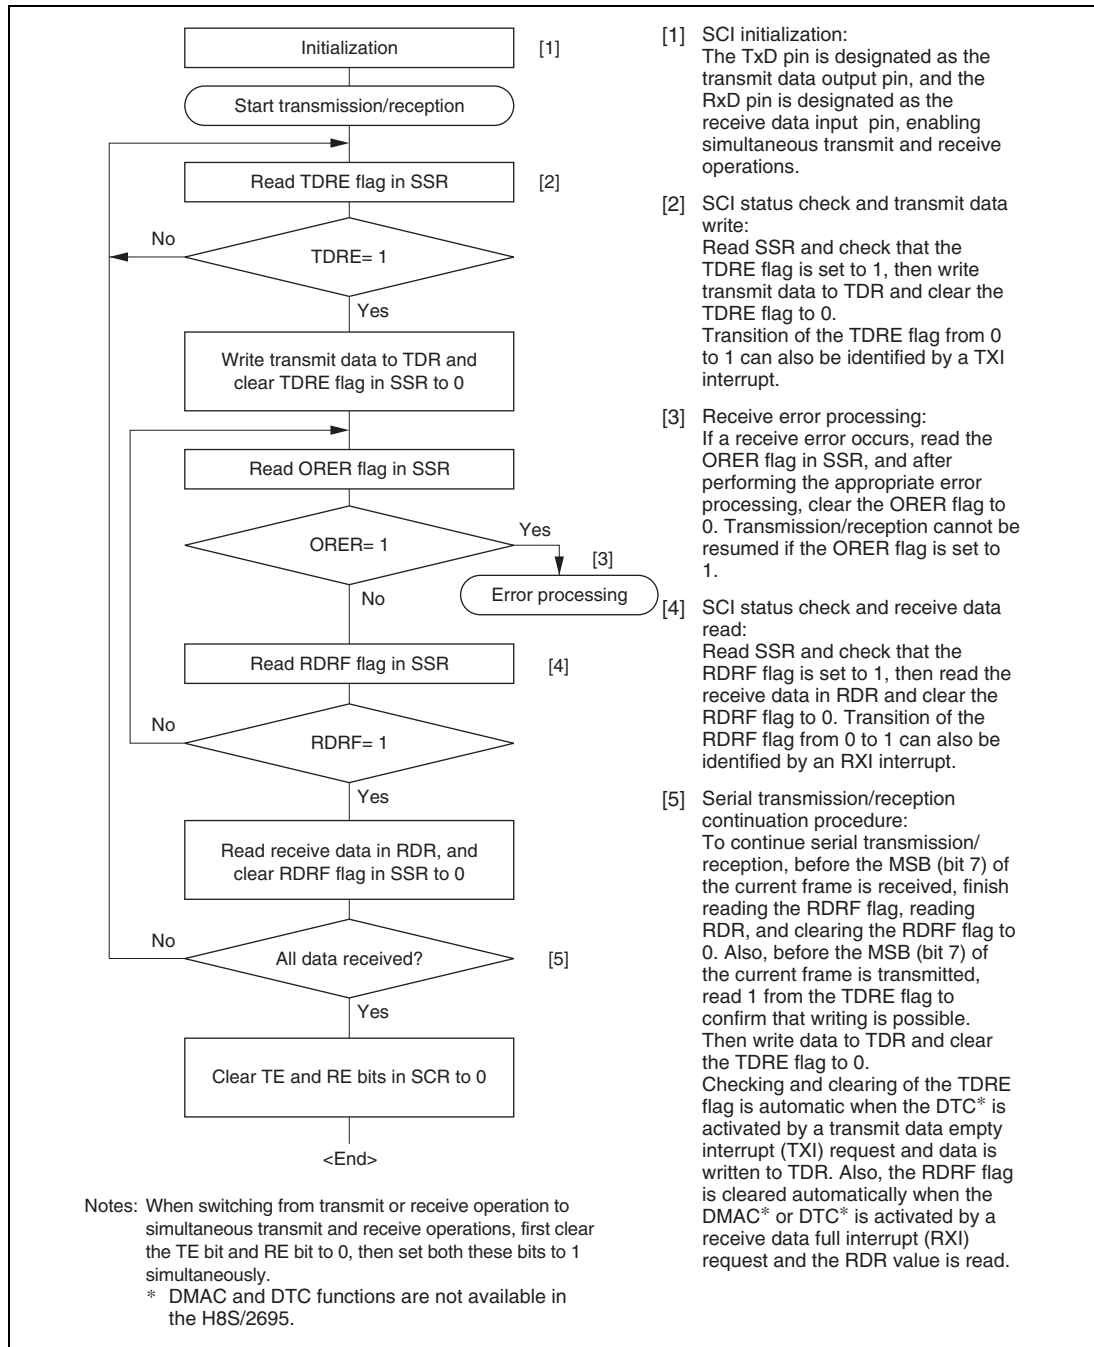 Initialization [1]
Start transmission/reception
Read TDRE flag in SSR [2]
No
TDRE= 1
Yes
Write transmit data to TDR and
clear TDRE flag in SSR to 0
Read ORER flag in SSR
Yes
ORER= 1
[3]
No
Error processing
Read RDRF flag in SSR [4]
No
RDRF= 1
Yes
Read receive data in RDR, and
clear RDRF flag in SSR to 0
No
All data received? [5]
Yes
Clear TE and RE bits in SCR to 0
<End>
Notes: When switching from transmit or receive operation to
simultaneous transmit and receive operations, first clear
the TE bit and RE bit to 0, then set both these bits to 1
simultaneously.
* DMAC and DTC functions are not available in
the H8S/2695.
[1] SCI initialization:
The TxD pin is designated as the
transmit data output pin, and the
RxD pin is designated as the
receive data input pin, enabling
simultaneous transmit and receive
operations.
[2] SCI status check and transmit data
write:
Read SSR and check that the
TDRE flag is set to 1, then write
transmit data to TDR and clear the
TDRE flag to 0.
Transition of the TDRE flag from 0
to 1 can also be identified by a TXI
interrupt.
[3] Receive error processing:
If a receive error occurs, read the
ORER flag in SSR, and after
performing the appropriate error
processing, clear the ORER flag to
0. Transmission/reception cannot be
resumed if the ORER flag is set to
1.
[4] SCI status check and receive data
read:
Read SSR and check that the
RDRF flag is set to 1, then read the
receive data in RDR and clear the
RDRF flag to 0. Transition of the
RDRF flag from 0 to 1 can also be
identified by an RXI interrupt.
[5] Serial transmission/reception
continuation procedure:
To continue serial transmission/
reception, before the MSB (bit 7) of
the current frame is received, finish
reading the RDRF flag, reading
RDR, and clearing the RDRF flag to
0. Also, before the MSB (bit 7) of
the current frame is transmitted,
read 1 from the TDRE flag to
confirm that writing is possible.
Then write data to TDR and clear
the TDRE flag to 0.
Checking and clearing of the TDRE
flag is automatic when the DTC* is
activated by a transmit data empty
interrupt (TXI) request and data is
written to TDR. Also, the RDRF flag
is cleared automatically when the
DMAC* or DTC* is activated by a
receive data full interrupt (RXI)
request and the RDR value is read.